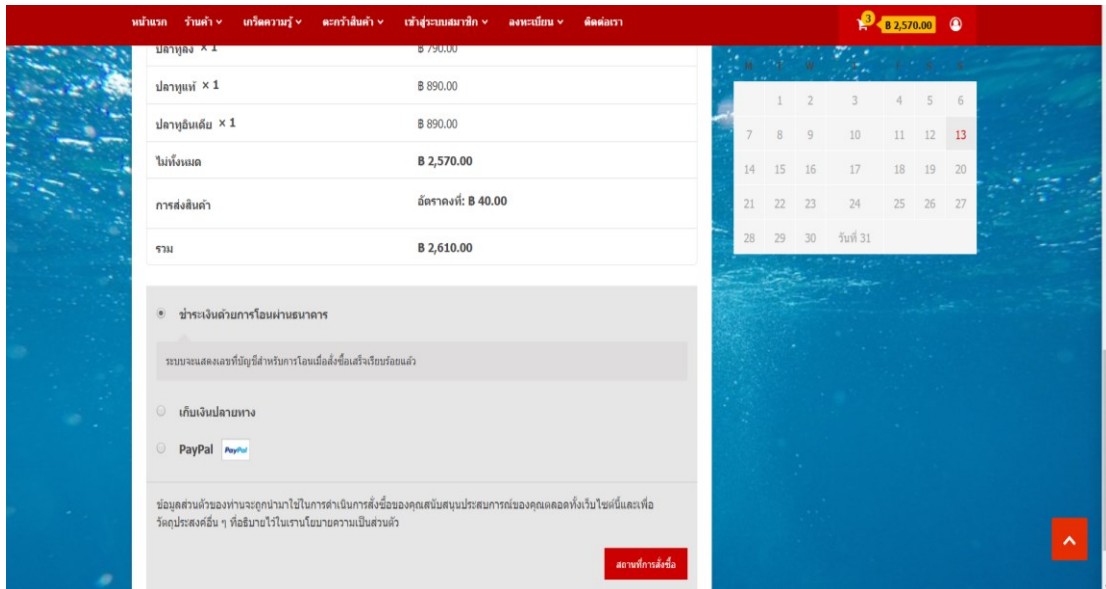 หน้าแรก ร้านค้า เกร็ดความรู้ ตะกร้าสินค้า เข้าสู่ระบบสมาชิก ลงทะเบียน ติดต่อเรา 3 ฿ 2,570.00
ปลาทูลัง × 1 ฿ 790.00
ปลาทูแท้ × 1 ฿ 890.00
ปลาทูอินเดีย × 1 ฿ 890.00
ไม่ทั้งหมด ฿ 2,570.00
การส่งสินค้า อัตราคงที่: ฿ 40.00
รวม ฿ 2,610.00
ชำระเงินด้วยการโอนผ่านธนาคาร
ระบบจะแสดงเลขที่บัญชีสำหรับการโอนเมื่อสั่งซื้อเสร็จเรียบร้อยแล้ว
เก็บเงินปลายทาง
PayPal PayPal
ข้อมูลส่วนตัวของท่านจะถูกนำมาใช้ในการดำเนินการสั่งซื้อของคุณสนับสนุนประสบการณ์ของคุณตลอดทั้งเว็บไซต์นี้และเพื่อ
วัตถุประสงค์อื่น ๆ ที่อธิบายไว้ในเรานโยบายความเป็นส่วนตัว
สถานที่การสั่งซื้อ
M T W T F S S
1 2 3 4 5 6
7 8 9 10 11 12 13
14 15 16 17 18 19 20
21 22 23 24 25 26 27
28 29 30 วันที่ 31